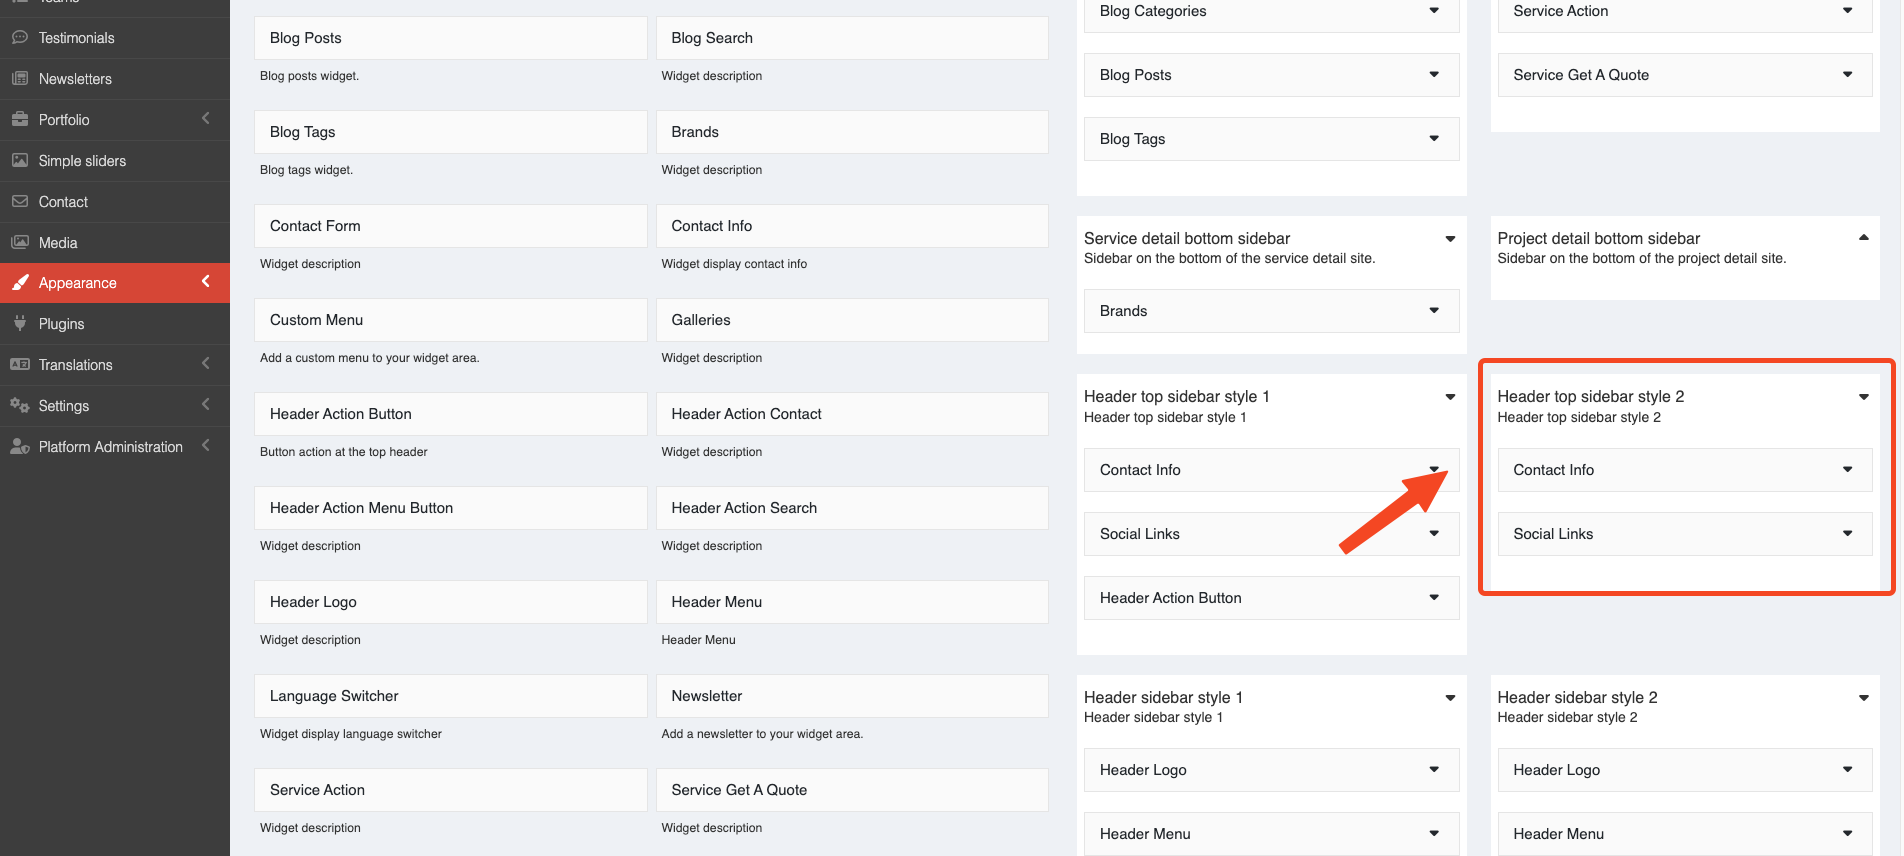 Teams
Testimonials
Newsletters
Portfolio
Simple sliders
Contact
Media
Appearance
Plugins
Translations
Settings
Platform Administration
Blog Posts
Blog posts widget.
Blog Search
Widget description
Blog Tags
Blog tags widget.
Brands
Widget description
Contact Form
Widget description
Contact Info
Widget display contact info
Custom Menu
Add a custom menu to your widget area.
Galleries
Widget description
Header Action Button
Button action at the top header
Header Action Contact
Widget description
Header Action Menu Button
Widget description
Header Action Search
Widget description
Header Logo
Widget description
Header Menu
Header Menu
Language Switcher
Widget display language switcher
Newsletter
Add a newsletter to your widget area.
Service Action
Widget description
Service Get A Quote
Widget description
Blog Categories
Blog Posts
Blog Tags
Service detail bottom sidebar
Sidebar on the bottom of the service detail site.
Brands
Header top sidebar style 1
Header top sidebar style 1
Contact Info
Social Links
Header Action Button
Header sidebar style 1
Header sidebar style 1
Header Logo
Header Menu
Service Action
Service Get A Quote
Project detail bottom sidebar
Sidebar on the bottom of the project detail site.
Header top sidebar style 2
Header top sidebar style 2
Contact Info
Social Links
Header sidebar style 2
Header sidebar style 2
Header Logo
Header Menu